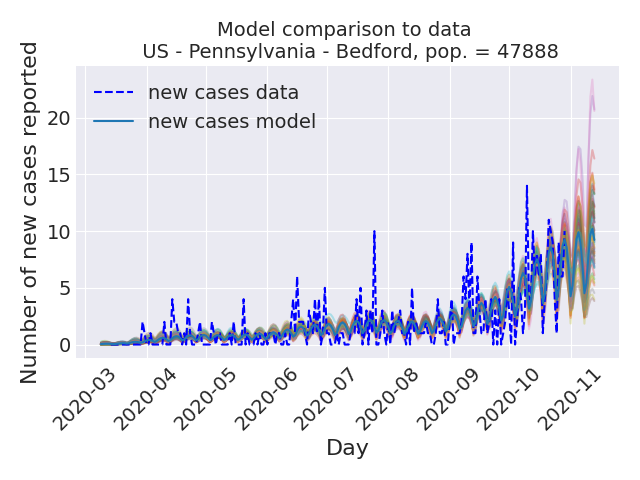 Model comparison to data
US - Pennsylvania - Bedford, pop. = 47888
Number of new cases reported
new cases data
new cases model
20
15
10
5
0
2020-03
2020-04
2020-05
2020-06
2020-07
2020-08
2020-09
2020-10
2020-11
Day